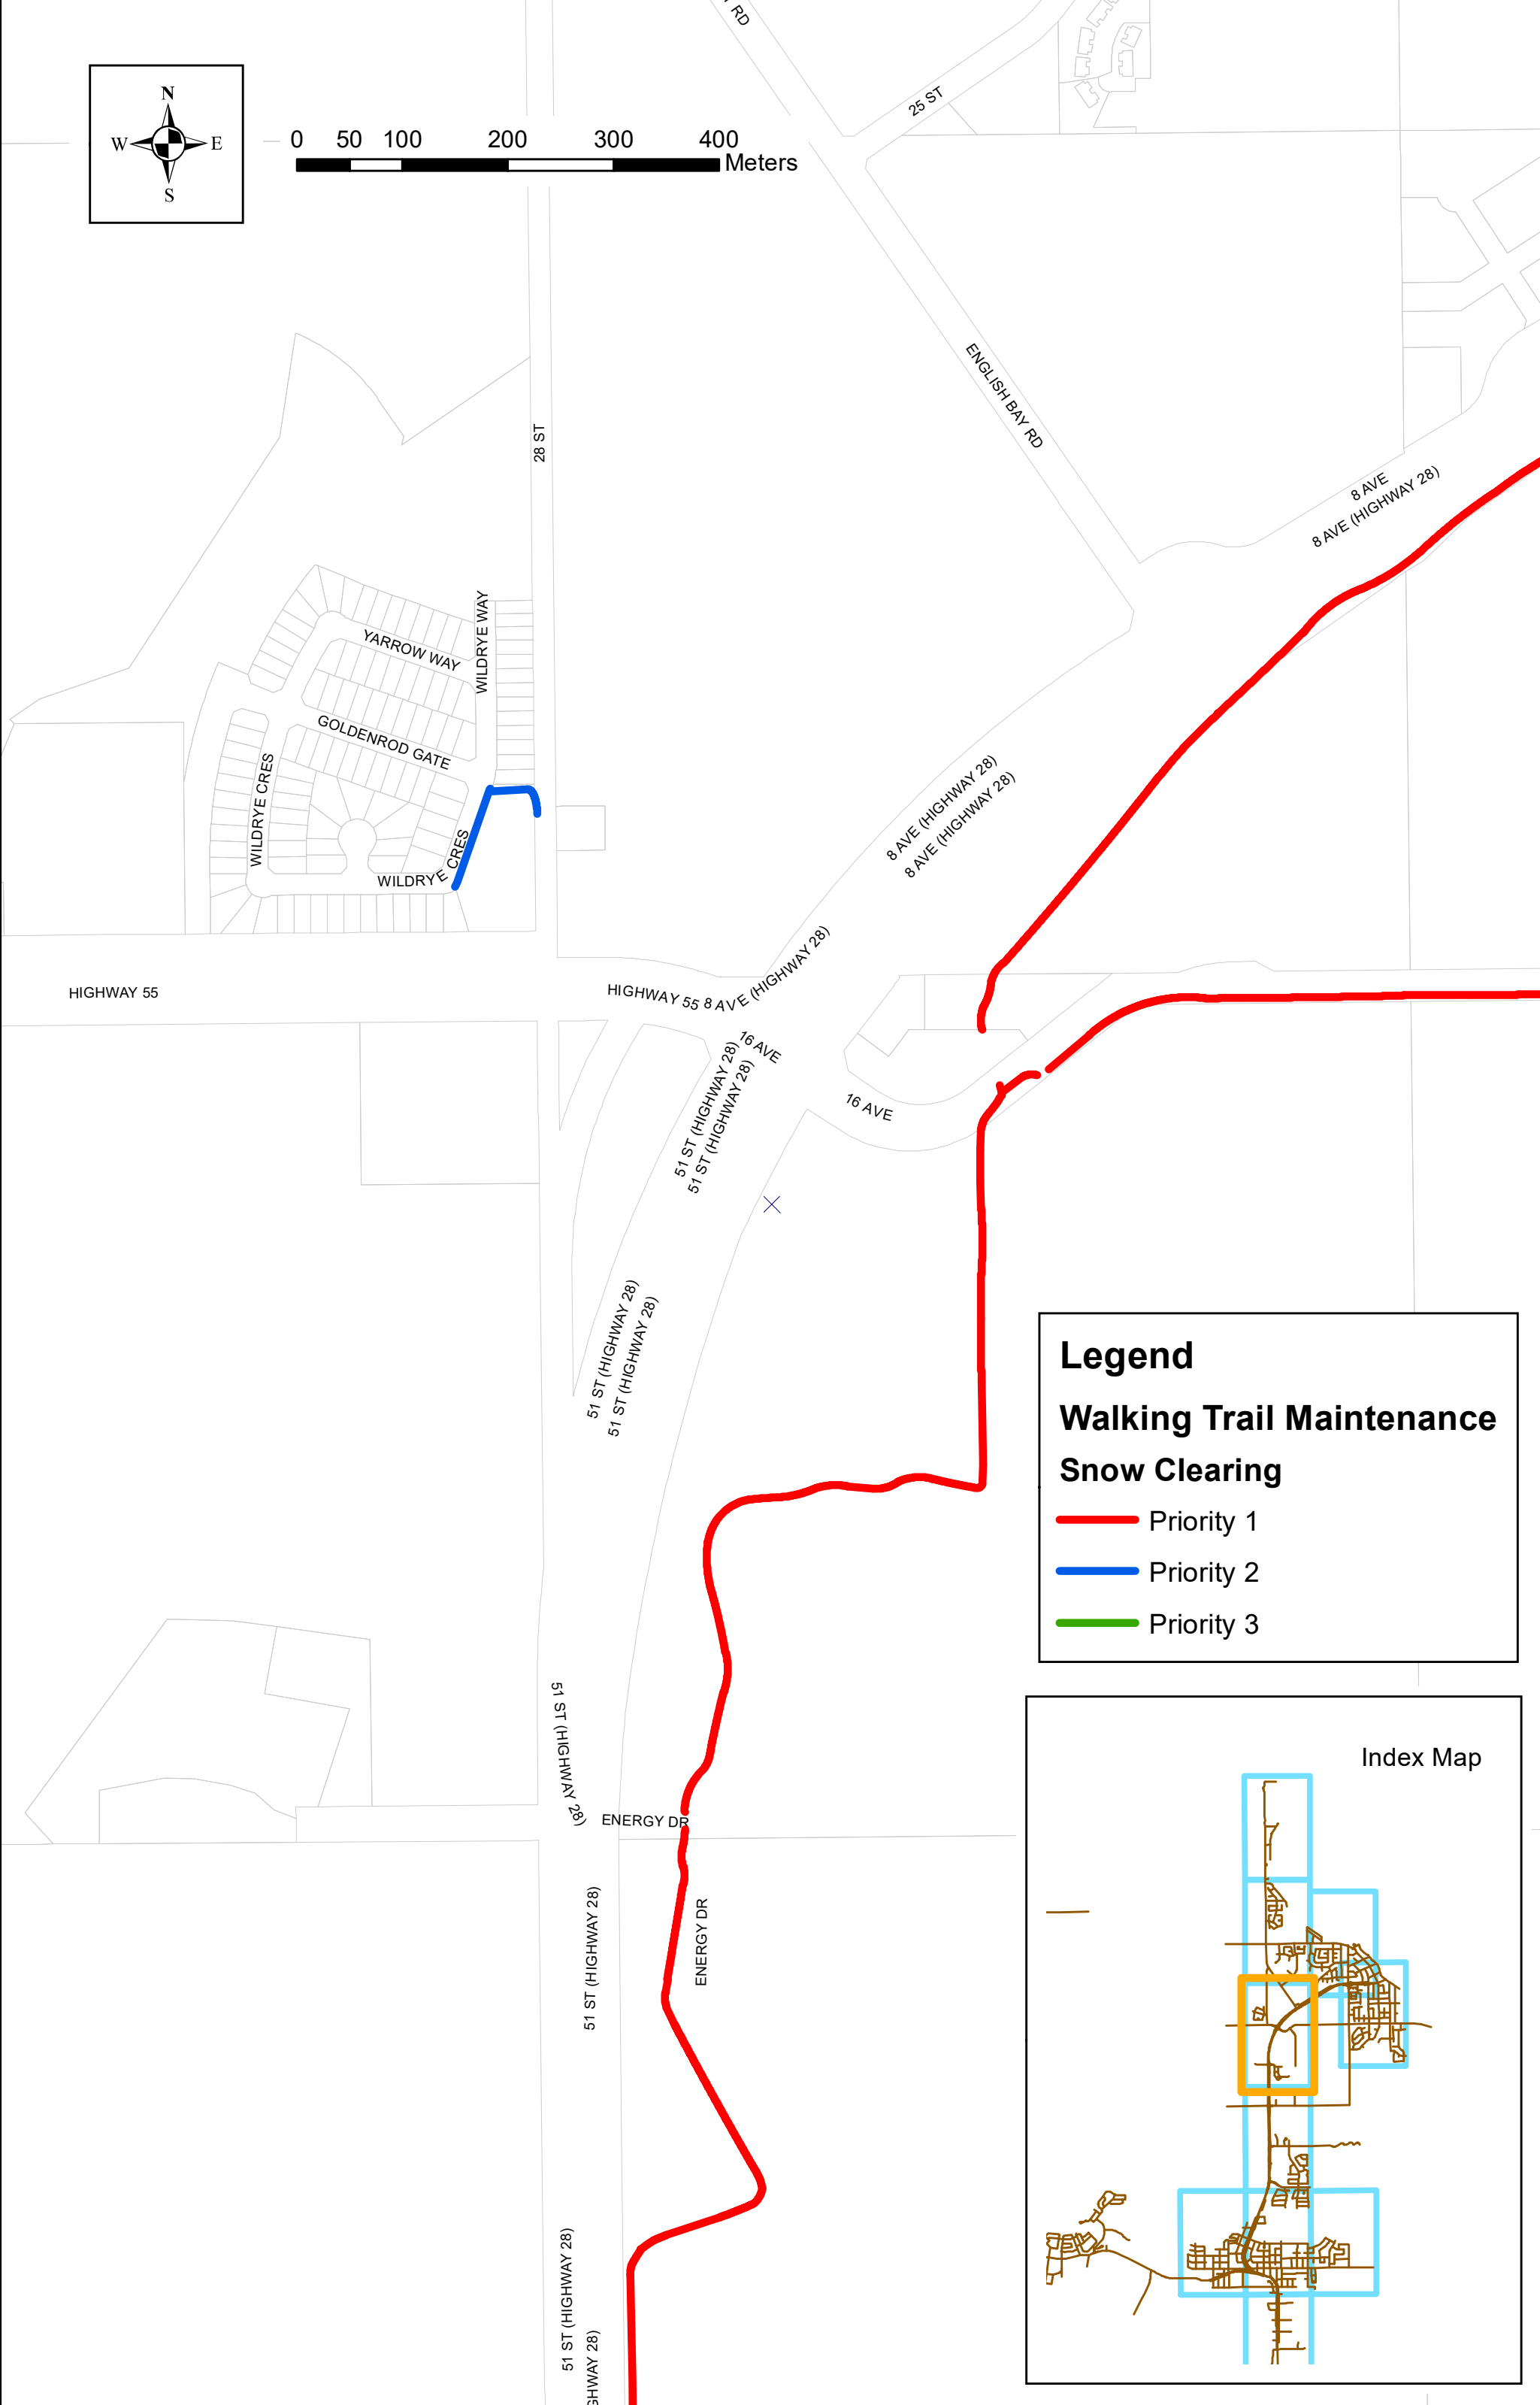 RD
N
W
E
S
0 50 100 200 300 400
Meters
25 ST
ENGLISH BAY RD
28 ST
8 AVE
8 AVE (HIGHWAY 28)
YARROW WAY
WILDRYE WAY
GOLDENROD GATE
WILDRYE CRES
WILDRYE CRES
8 AVE (HIGHWAY 28)
8 AVE (HIGHWAY 28)
HIGHWAY 55
HIGHWAY 55
8 AVE (HIGHWAY 28)
16 AVE
16 AVE
51 ST (HIGHWAY 28)
51 ST (HIGHWAY 28)
51 ST (HIGHWAY 28)
51 ST (HIGHWAY 28)
Legend
Walking Trail Maintenance
Snow Clearing
Priority 1
Priority 2
Priority 3
51 ST (HIGHWAY 28)
ENERGY DR
ENERGY DR
51 ST (HIGHWAY 28)
Index Map
51 ST (HIGHWAY 28)
GHWAY 28)